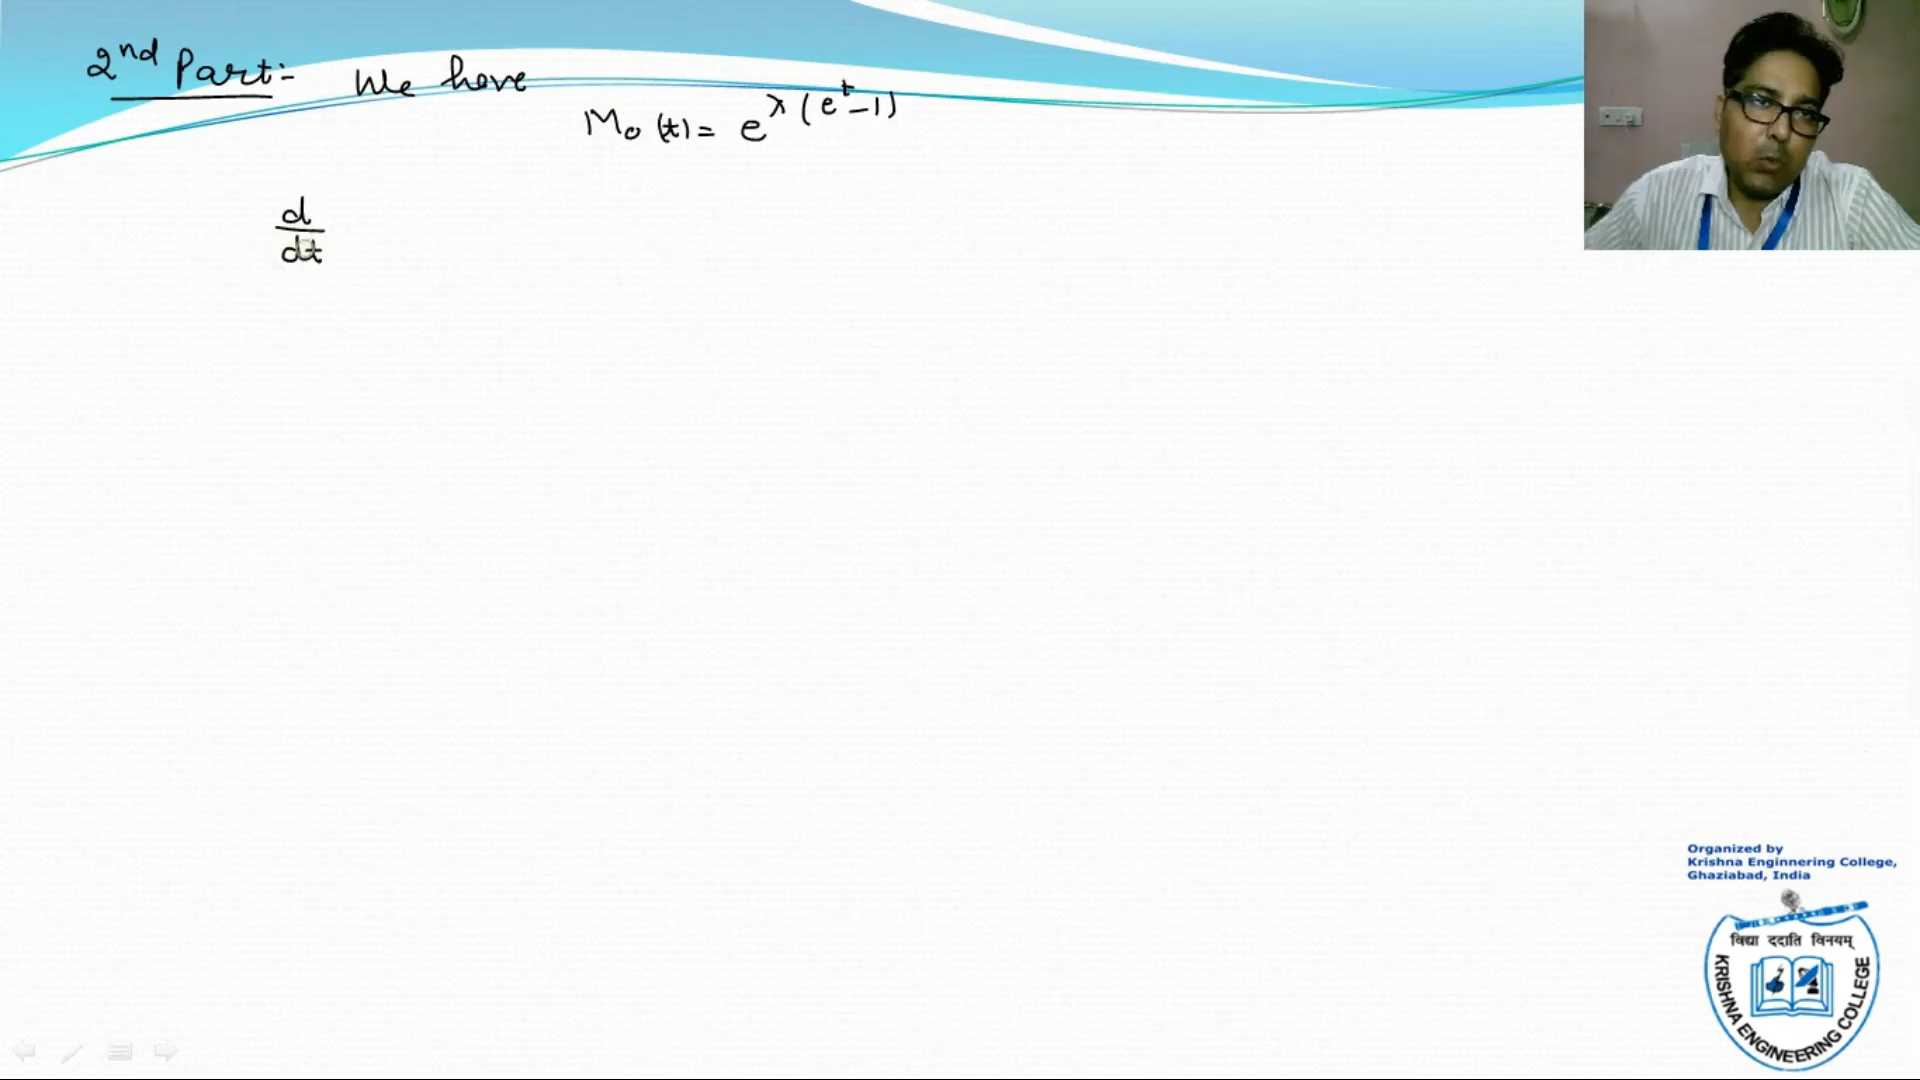 2nd Part:- We have
M₀(t) = e^λ(e^t-1)
d
dt
Organized by
Krishna Enginnering College,
Ghaziabad, India
विद्या ददाति विनयम्
KRISHNA ENGINEERING COLLEGE